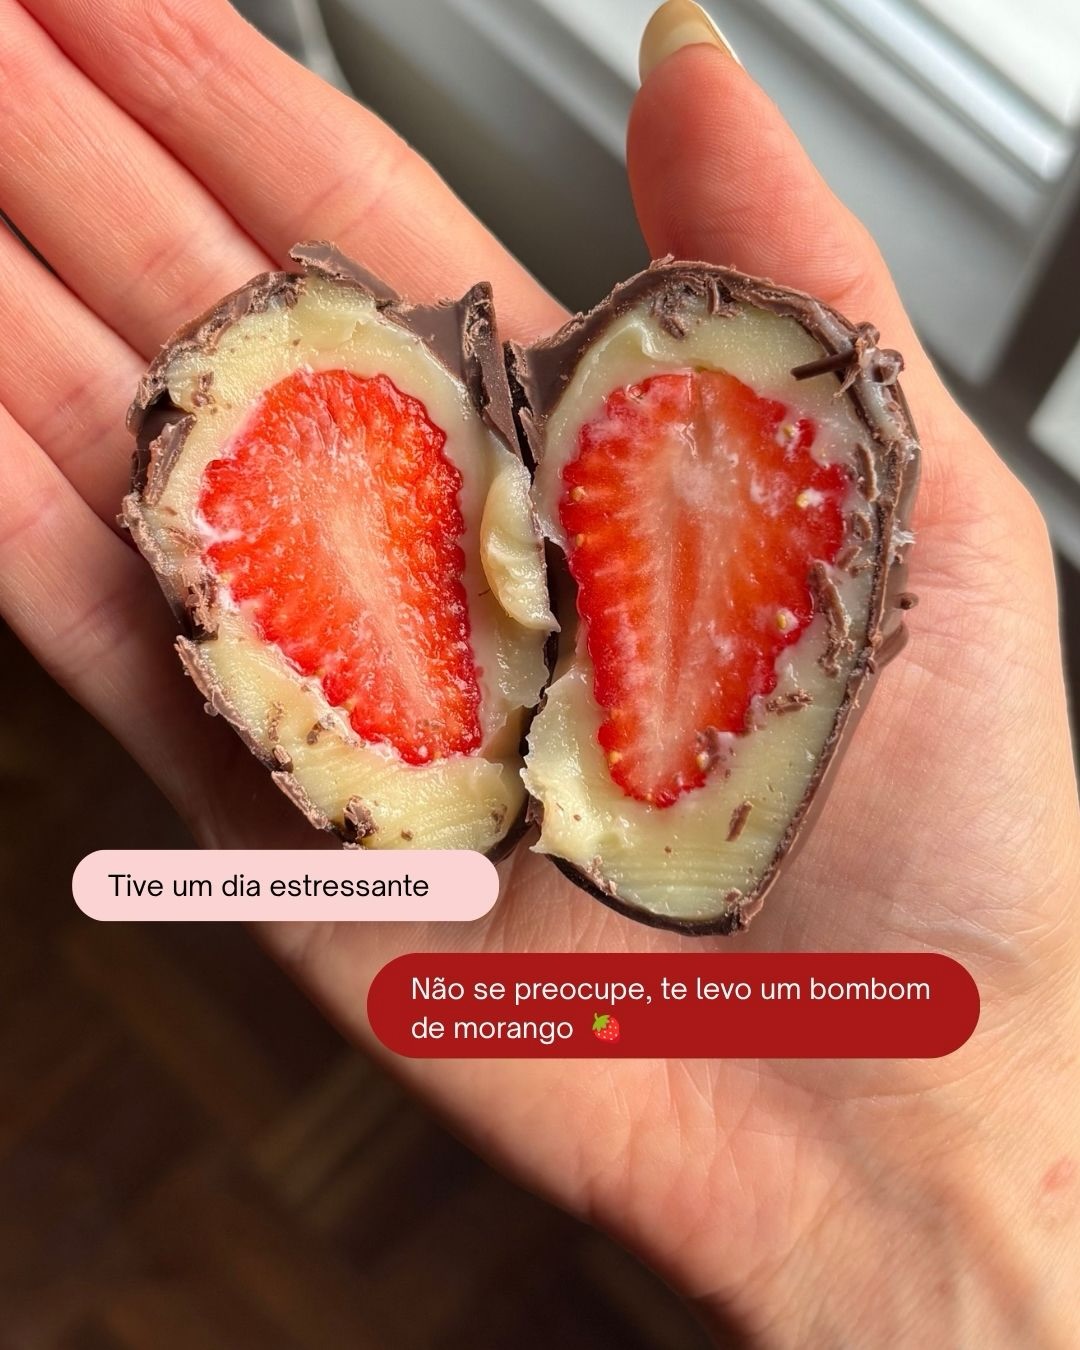 Tive um dia estressante
Não se preocupe, te levo um bombom
de morango 🍓